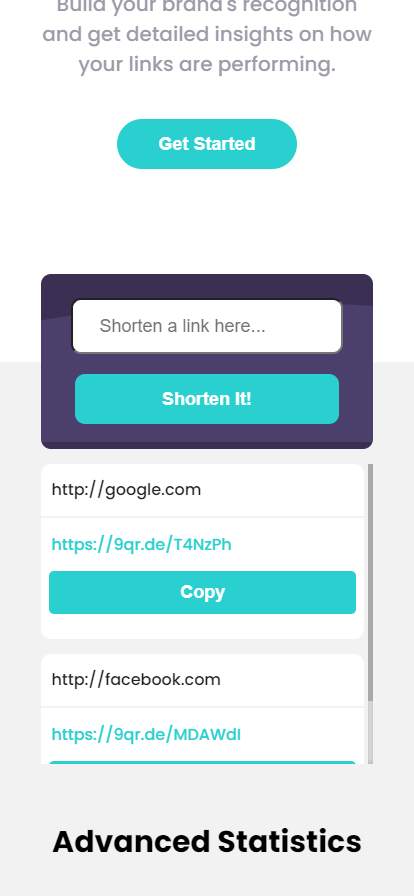 Build your brand's recognition
and get detailed insights on how
your links are performing.
Get Started
Shorten a link here...
Shorten It!
http://google.com
https://9qr.de/T4NzPh
Copy
http://facebook.com
https://9qr.de/MDAWdI
Advanced Statistics